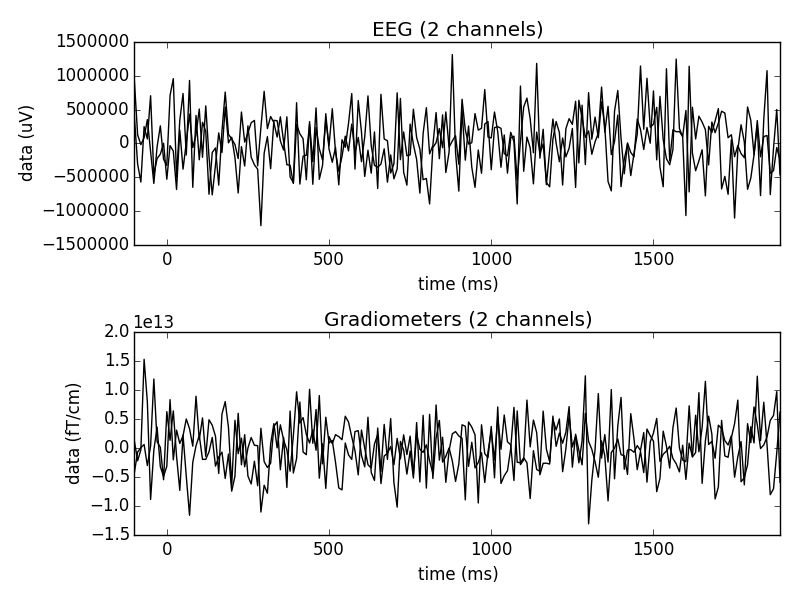 EEG (2 channels)
1500000
1000000
500000
0
−500000
−1000000
−1500000
data (uV)
0 500 1000 1500
time (ms)
Gradiometers (2 channels)
1e13
2.0
1.5
1.0
0.5
0.0
−0.5
−1.0
−1.5
data (fT/cm)
0 500 1000 1500
time (ms)